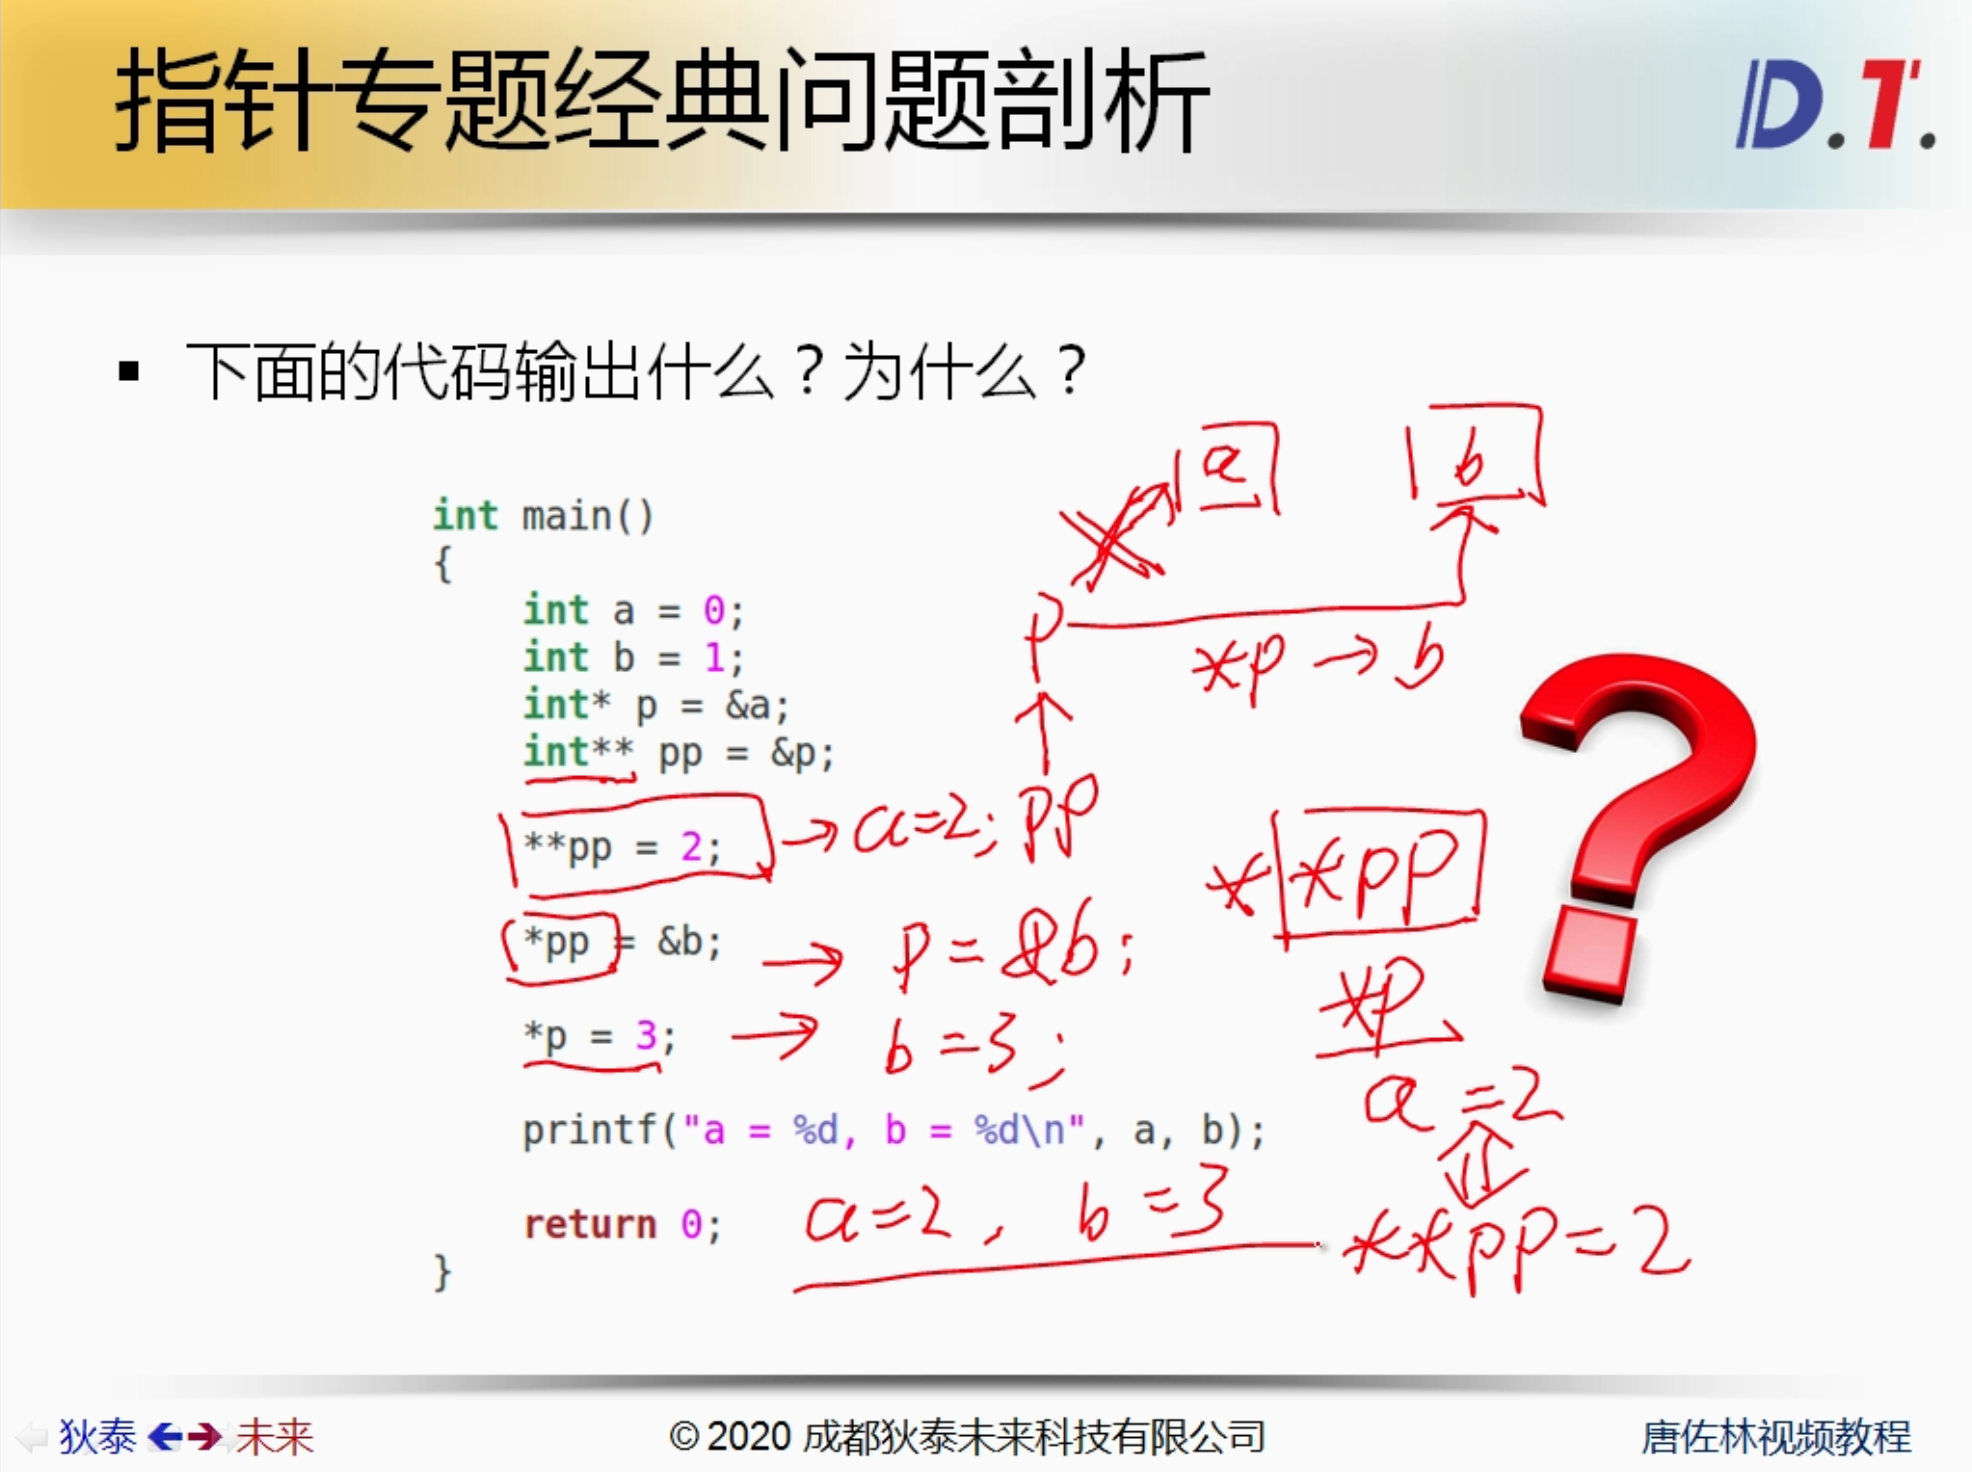 指针专题经典问题剖析
D.T.
▪ 下面的代码输出什么？为什么？
a
b
int main()
{
int a = 0;
int b = 1;
p
*p → b
int* p = &a;
int** pp = &p;
**pp = 2; → a=2; pp
* *pp
*pp = &b; → p = &b;
*p
*p = 3; → b = 3;
a = 2
printf("a = %d, b = %d\n", a, b);
a=2, b=3
**pp=2
return 0;
}
狄泰 未来
© 2020 成都狄泰未来科技有限公司
唐佐林视频教程